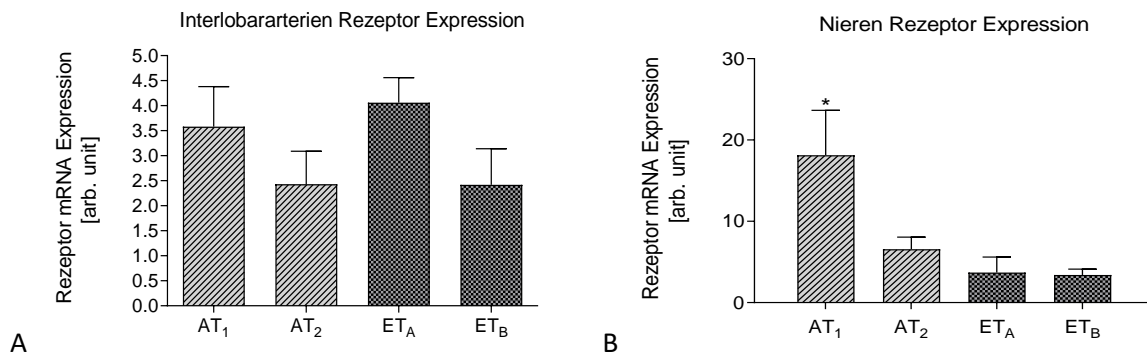 Interlobararterien Rezeptor Expression
Rezeptor mRNA Expression
[arb. unit]
5.0
4.5
4.0
3.5
3.0
2.5
2.0
1.5
1.0
0.5
0.0
AT1
AT2
ETA
ETB
A
Nieren Rezeptor Expression
Rezeptor mRNA Expression
[arb. unit]
30
20
10
0
*
AT1
AT2
ETA
ETB
B